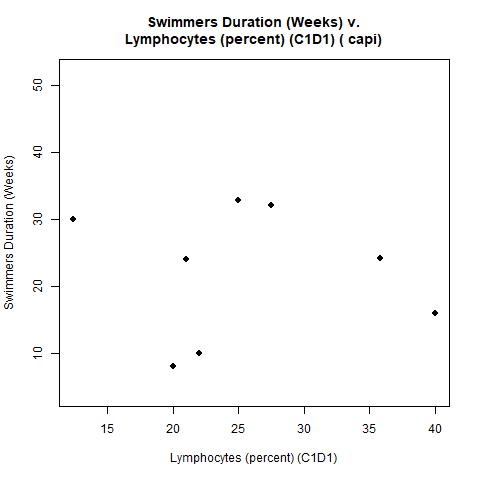 Swimmers Duration (Weeks) v.
Lymphocytes (percent) (C1D1) ( capi)
50
40
30
20
10
Swimmers Duration (Weeks)
15 20 25 30 35 40
Lymphocytes (percent) (C1D1)